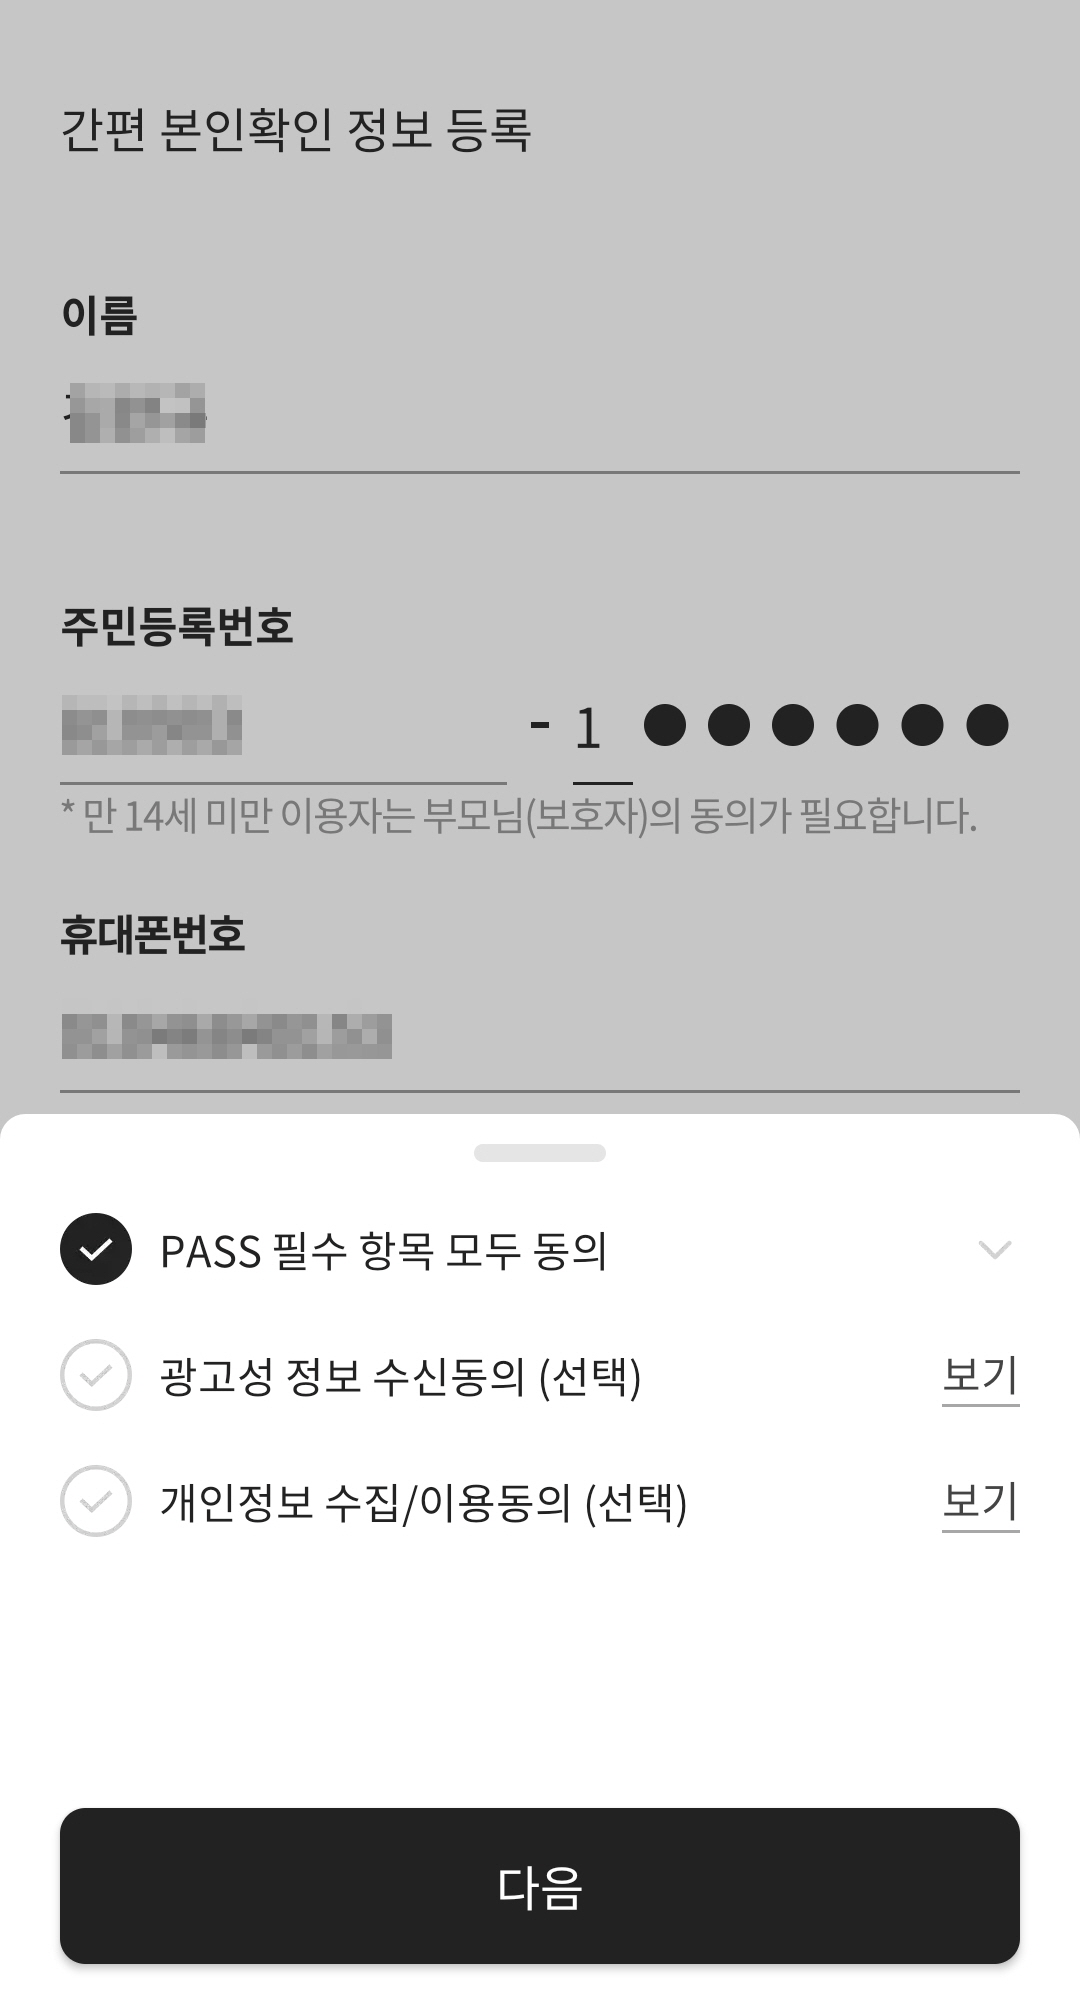 간편 본인확인 정보 등록
이름
주민등록번호
- 1 ●●●●●●
* 만 14세 미만 이용자는 부모님(보호자)의 동의가 필요합니다.
휴대폰번호
PASS 필수 항목 모두 동의
광고성 정보 수신동의 (선택) 보기
개인정보 수집/이용동의 (선택) 보기
다음